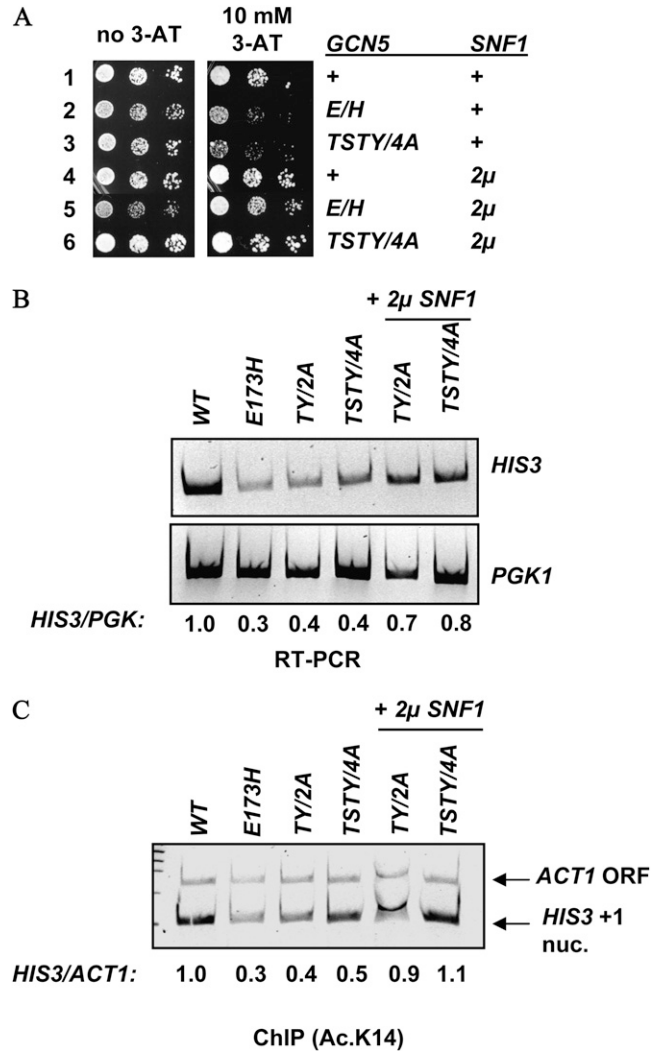 A
no 3-AT
10 mM
3-AT
GCN5 SNF1
1 + +
2 E/H +
3 TSTY/4A +
4 + 2µ
5 E/H 2µ
6 TSTY/4A 2µ
B
+ 2µ SNF1
WT E173H TY/2A TSTY/4A TY/2A TSTY/4A
HIS3
PGK1
HIS3/PGK: 1.0 0.3 0.4 0.4 0.7 0.8
RT-PCR
C
+ 2µ SNF1
WT E173H TY/2A TSTY/4A TY/2A TSTY/4A
ACT1 ORF
HIS3 +1
nuc.
HIS3/ACT1: 1.0 0.3 0.4 0.5 0.9 1.1
ChIP (Ac.K14)